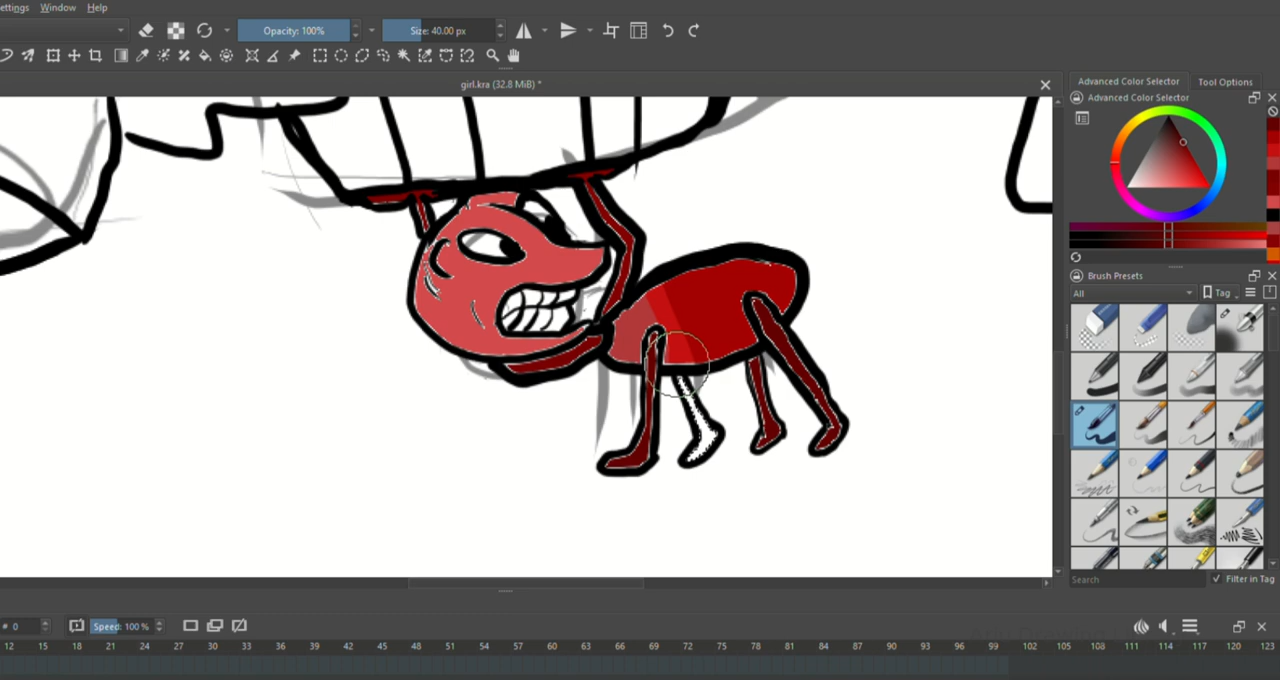 ettings Window Help
Opacity: 100% Size: 40.00 px
girl.kra (32.8 MiB) *
Advanced Color Selector Tool Options
Advanced Color Selector
Brush Presets
All Tag
Search Filter in Tag
# 0 Speed: 100 %
12 15 18 21 24 27 30 33 36 39 42 45 48 51 54 57 60 63 66 69 72 75 78 81 84 87 90 93 96 99 102 105 108 111 114 117 120 123